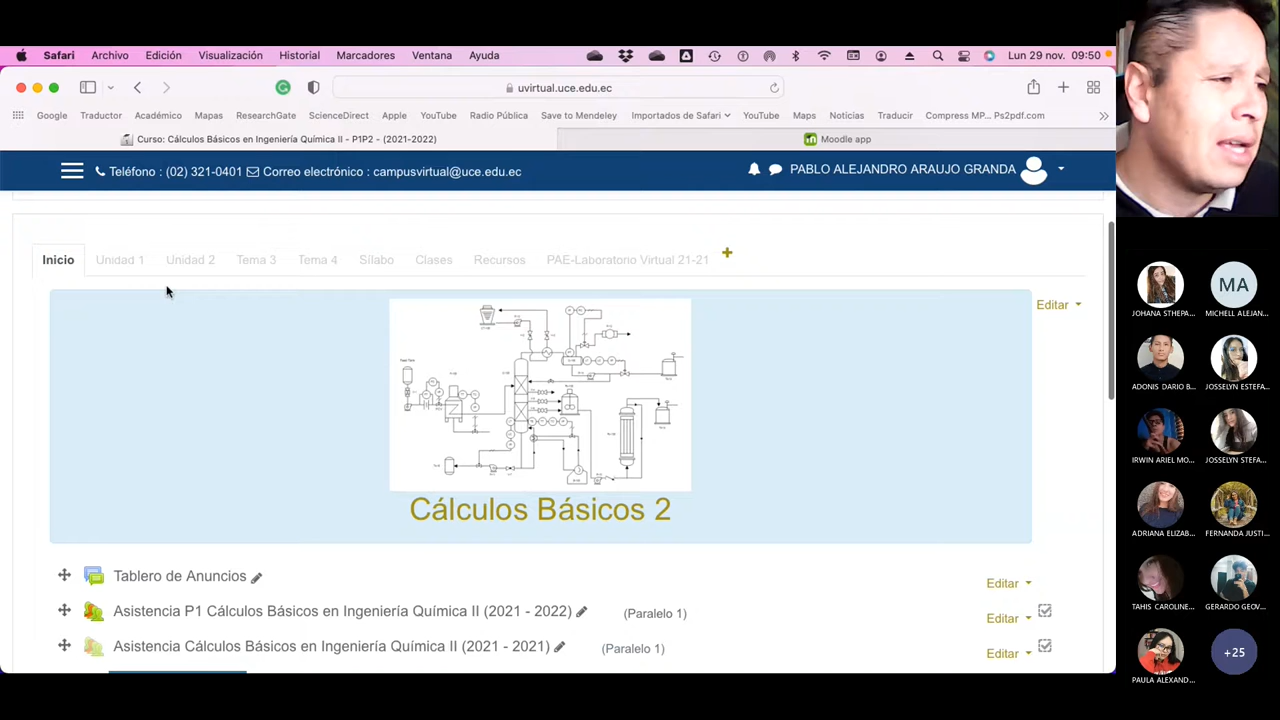 Safari Archivo Edición Visualización Historial Marcadores Ventana Ayuda Lun 29 nov. 09:50
uvirtual.uce.edu.ec
Google Traductor Académico Mapas ResearchGate ScienceDirect Apple YouTube Radio Pública Save to Mendeley Importados de Safari YouTube Maps Noticias Traducir Compress MP... Ps2pdf.com
Curso: Cálculos Básicos en Ingeniería Química II - P1P2 - (2021-2022) Moodle app
Teléfono : (02) 321-0401 Correo electrónico : campusvirtual@uce.edu.ec PABLO ALEJANDRO ARAUJO GRANDA
Inicio Unidad 1 Unidad 2 Tema 3 Tema 4 Sílabo Clases Recursos PAE-Laboratorio Virtual 21-21
Editar
Cálculos Básicos 2
Tablero de Anuncios Editar
Asistencia P1 Cálculos Básicos en Ingeniería Química II (2021 - 2022) (Paralelo 1) Editar
Asistencia Cálculos Básicos en Ingeniería Química II (2021 - 2021) (Paralelo 1) Editar
MA
JOHANA STHEPA... MICHELL ALEJAN...
ADONIS DARIO B... JOSSELYN ESTEFA...
IRWIN ARIEL MO... JOSSELYN STEFA...
ADRIANA ELIZAB... FERNANDA JUSTI...
TAHIS CAROLINE... GERARDO GEOV...
+25
PAULA ALEXAND...